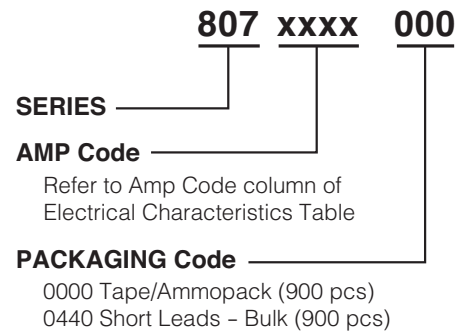 807 xxxx 000
SERIES
AMP Code
Refer to Amp Code column of
Electrical Characteristics Table
PACKAGING Code
0000 Tape/Ammopack (900 pcs)
0440 Short Leads – Bulk (900 pcs)